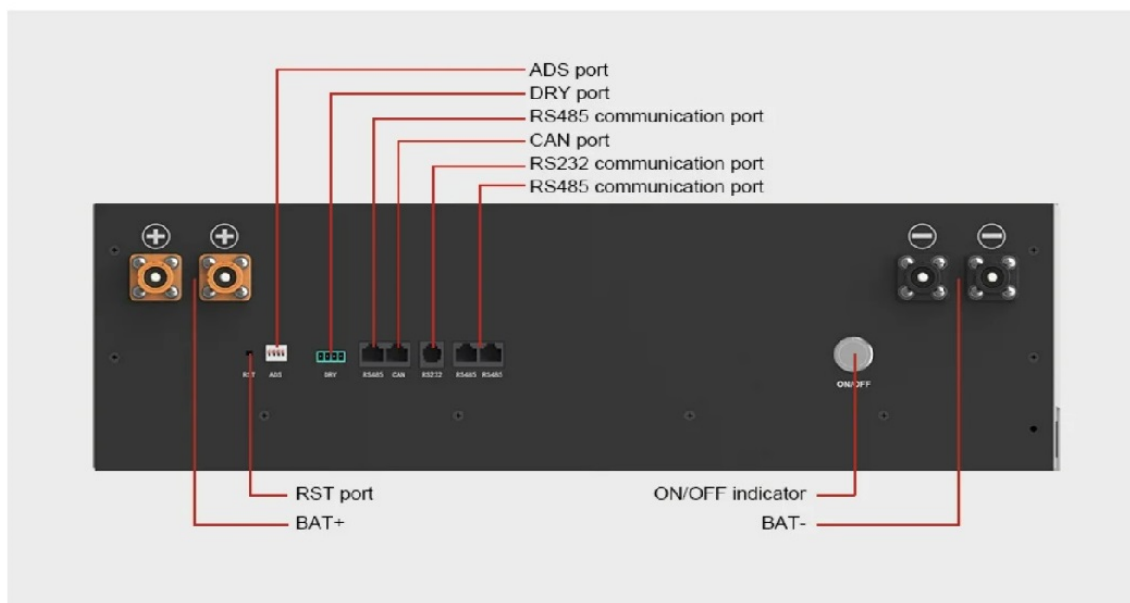 ADS port
DRY port
RS485 communication port
CAN port
RS232 communication port
RS485 communication port
RST ADS DRY RS485 CAN RS232 RS485 RS485
ON/OFF
RST port
ON/OFF indicator
BAT+
BAT-